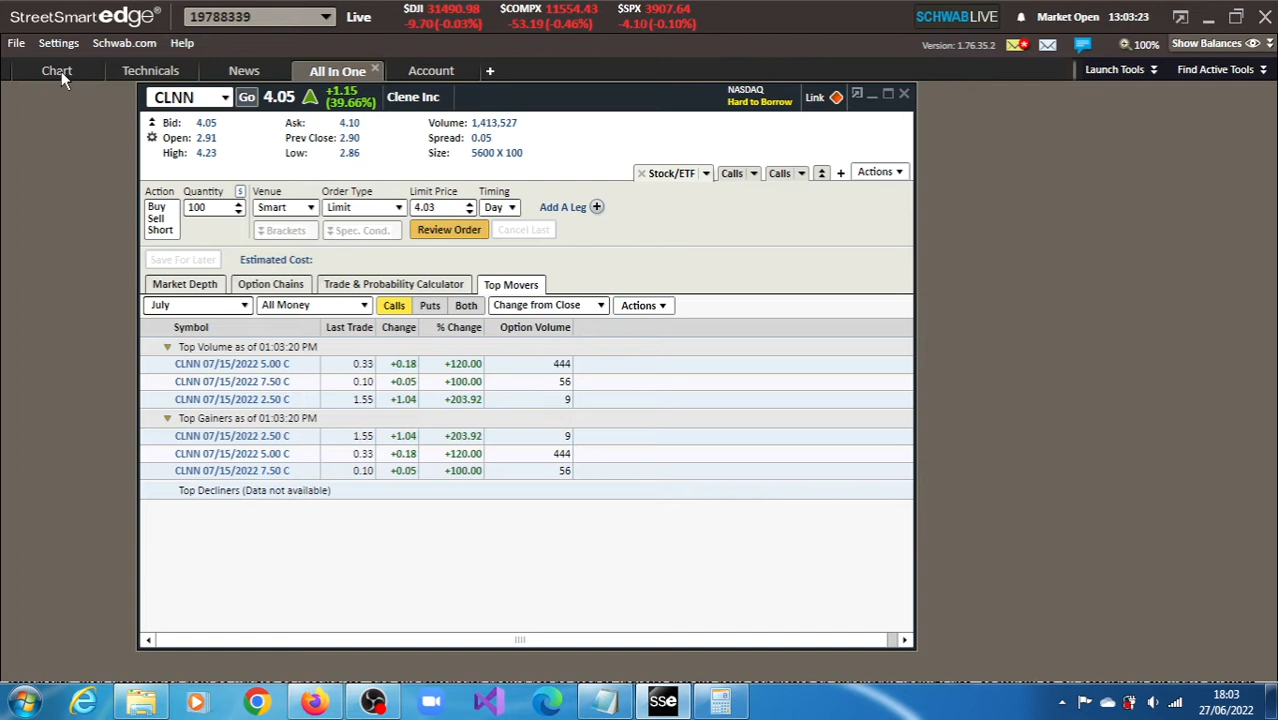 StreetSmart edge® 19788339 Live $DJI 31490.98 $COMPX 11554.43 $SPX 3907.64 SCHWABLIVE Market Open 13:03:23
-9.70 (-0.03%) -53.19 (-0.46%) -4.10 (-0.10%)
File Settings Schwab.com Help Version: 1.76.35.2 100% Show Balances
Chart Technicals News All In One Account + Launch Tools Find Active Tools
CLNN Go 4.05 +1.15 (39.66%) Clene Inc NASDAQ Hard to Borrow Link
Bid: 4.05 Ask: 4.10 Volume: 1,413,527
Open: 2.91 Prev Close: 2.90 Spread: 0.05
High: 4.23 Low: 2.86 Size: 5600 X 100
Stock/ETF Calls Calls + Actions
Action Quantity $ Venue Order Type Limit Price Timing
Buy Sell Short 100 Smart Limit 4.03 Day Add A Leg
Brackets Spec. Cond. Review Order Cancel Last
Save For Later Estimated Cost:
Market Depth Option Chains Trade & Probability Calculator Top Movers
July All Money Calls Puts Both Change from Close Actions
Symbol Last Trade Change % Change Option Volume
Top Volume as of 01:03:20 PM
CLNN 07/15/2022 5.00 C 0.33 +0.18 +120.00 444
CLNN 07/15/2022 7.50 C 0.10 +0.05 +100.00 56
CLNN 07/15/2022 2.50 C 1.55 +1.04 +203.92 9
Top Gainers as of 01:03:20 PM
CLNN 07/15/2022 2.50 C 1.55 +1.04 +203.92 9
CLNN 07/15/2022 5.00 C 0.33 +0.18 +120.00 444
CLNN 07/15/2022 7.50 C 0.10 +0.05 +100.00 56
Top Decliners (Data not available)
sse 18:03
27/06/2022